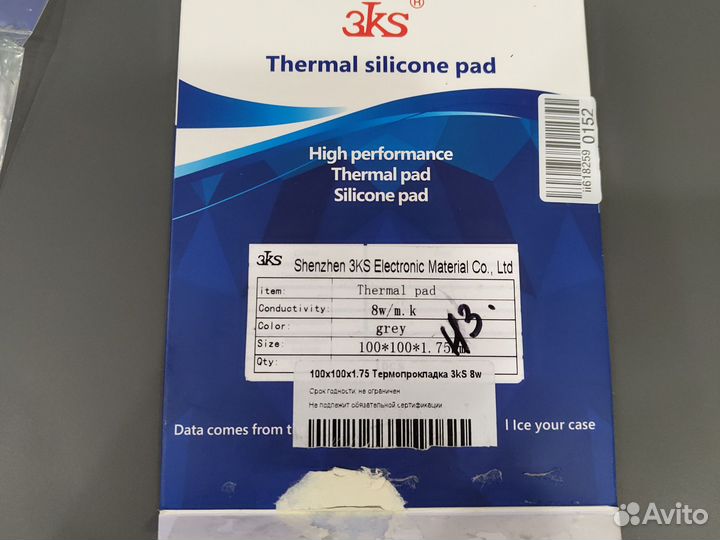 3KS ®
Thermal silicone pad
ii618259 0152
High performance
Thermal pad
Silicone pad
3KS Shenzhen 3KS Electronic Material Co., Ltd
item: Thermal pad
Conductivity: 8w/m.k
Color: grey
Size: 100*100*1.75
Qty:
43.
100x100x1.75 Термопрокладка 3kS 8w
Срок годности: не ограничен
Не подлежит обязательной сертификации
Data comes from t
l Ice your case
Avito